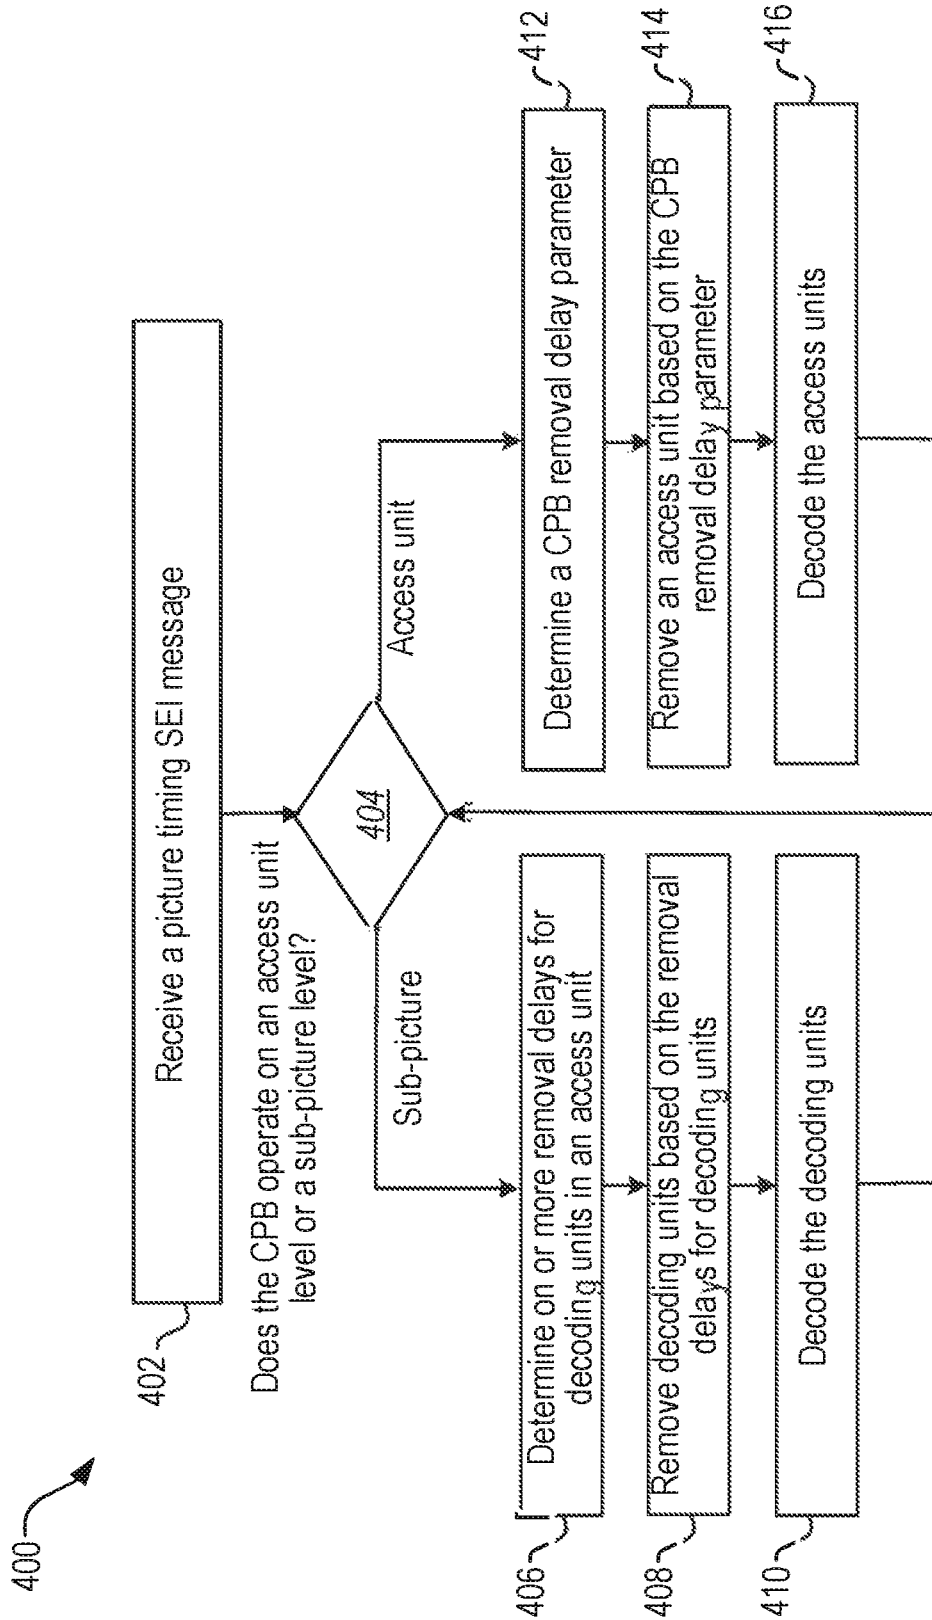 400
402
Receive a picture timing SEI message
Does the CPB operate on an access unit
level or a sub-picture level?
404
Sub-picture
Access unit
406
Determine on or more removal delays for
decoding units in an access unit
408
Remove decoding units based on the removal
delays for decoding units
410
Decode the decoding units
Determine a CPB removal delay parameter
412
Remove an access unit based on the CPB
removal delay parameter
414
Decode the access units
416